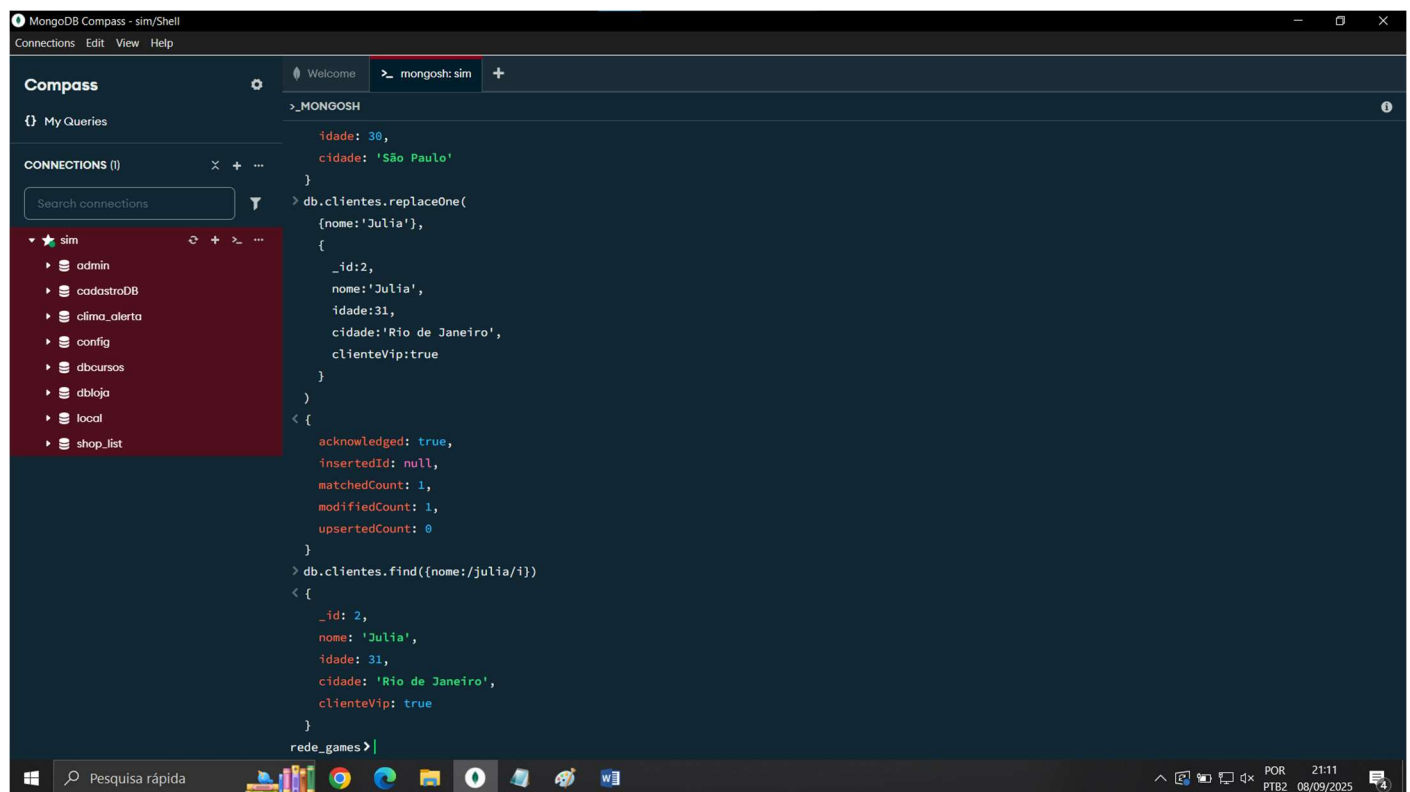 MongoDB Compass - sim/Shell
Connections Edit View Help
Compass
{} My Queries
CONNECTIONS (1)
Search connections
sim
admin
cadastroDB
clima_alerta
config
dbcursos
dbloja
local
shop_list
Welcome
>_ mongosh: sim
>_MONGOSH
idade: 30,
cidade: 'São Paulo'
}
> db.clientes.replaceOne(
{nome:'Julia'},
{
_id:2,
nome:'Julia',
idade:31,
cidade:'Rio de Janeiro',
clienteVip:true
}
)
< {
acknowledged: true,
insertedId: null,
matchedCount: 1,
modifiedCount: 1,
upsertedCount: 0
}
> db.clientes.find({nome:/julia/i})
< {
_id: 2,
nome: 'Julia',
idade: 31,
cidade: 'Rio de Janeiro',
clienteVip: true
}
rede_games>
Pesquisa rápida
POR
PTB2
21:11
08/09/2025
4